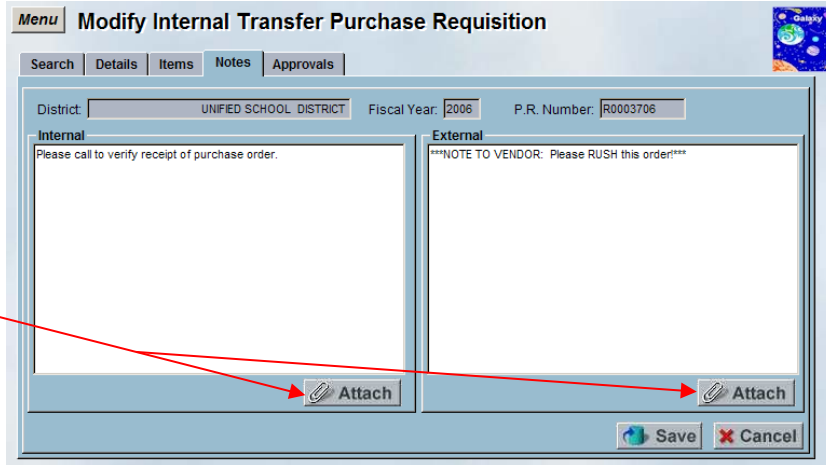 Menu Modify Internal Transfer Purchase Requisition
Galaxy
Search Details Items Notes Approvals
District: UNIFIED SCHOOL DISTRICT Fiscal Year: 2006 P.R. Number: R0003706
Internal External
Please call to verify receipt of purchase order. ***NOTE TO VENDOR: Please RUSH this order!***
Attach Attach
Save Cancel